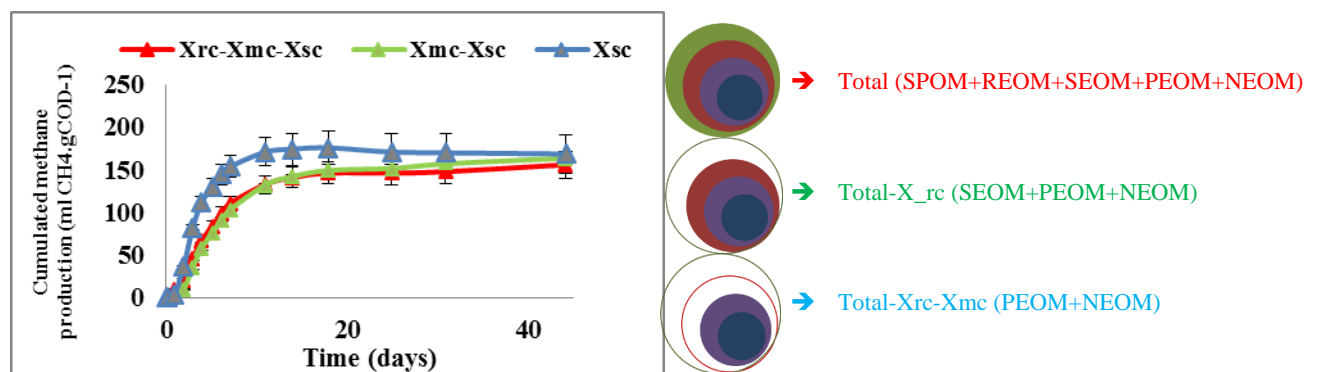 Xrc-Xmc-Xsc Xmc-Xsc Xsc
Cumulated methane
production (ml CH4.gCOD-1)
250
200
150
100
50
0
0 20 40
Time (days)
➔ Total (SPOM+REOM+SEOM+PEOM+NEOM)
➔ Total-X_rc (SEOM+PEOM+NEOM)
➔ Total-Xrc-Xmc (PEOM+NEOM)